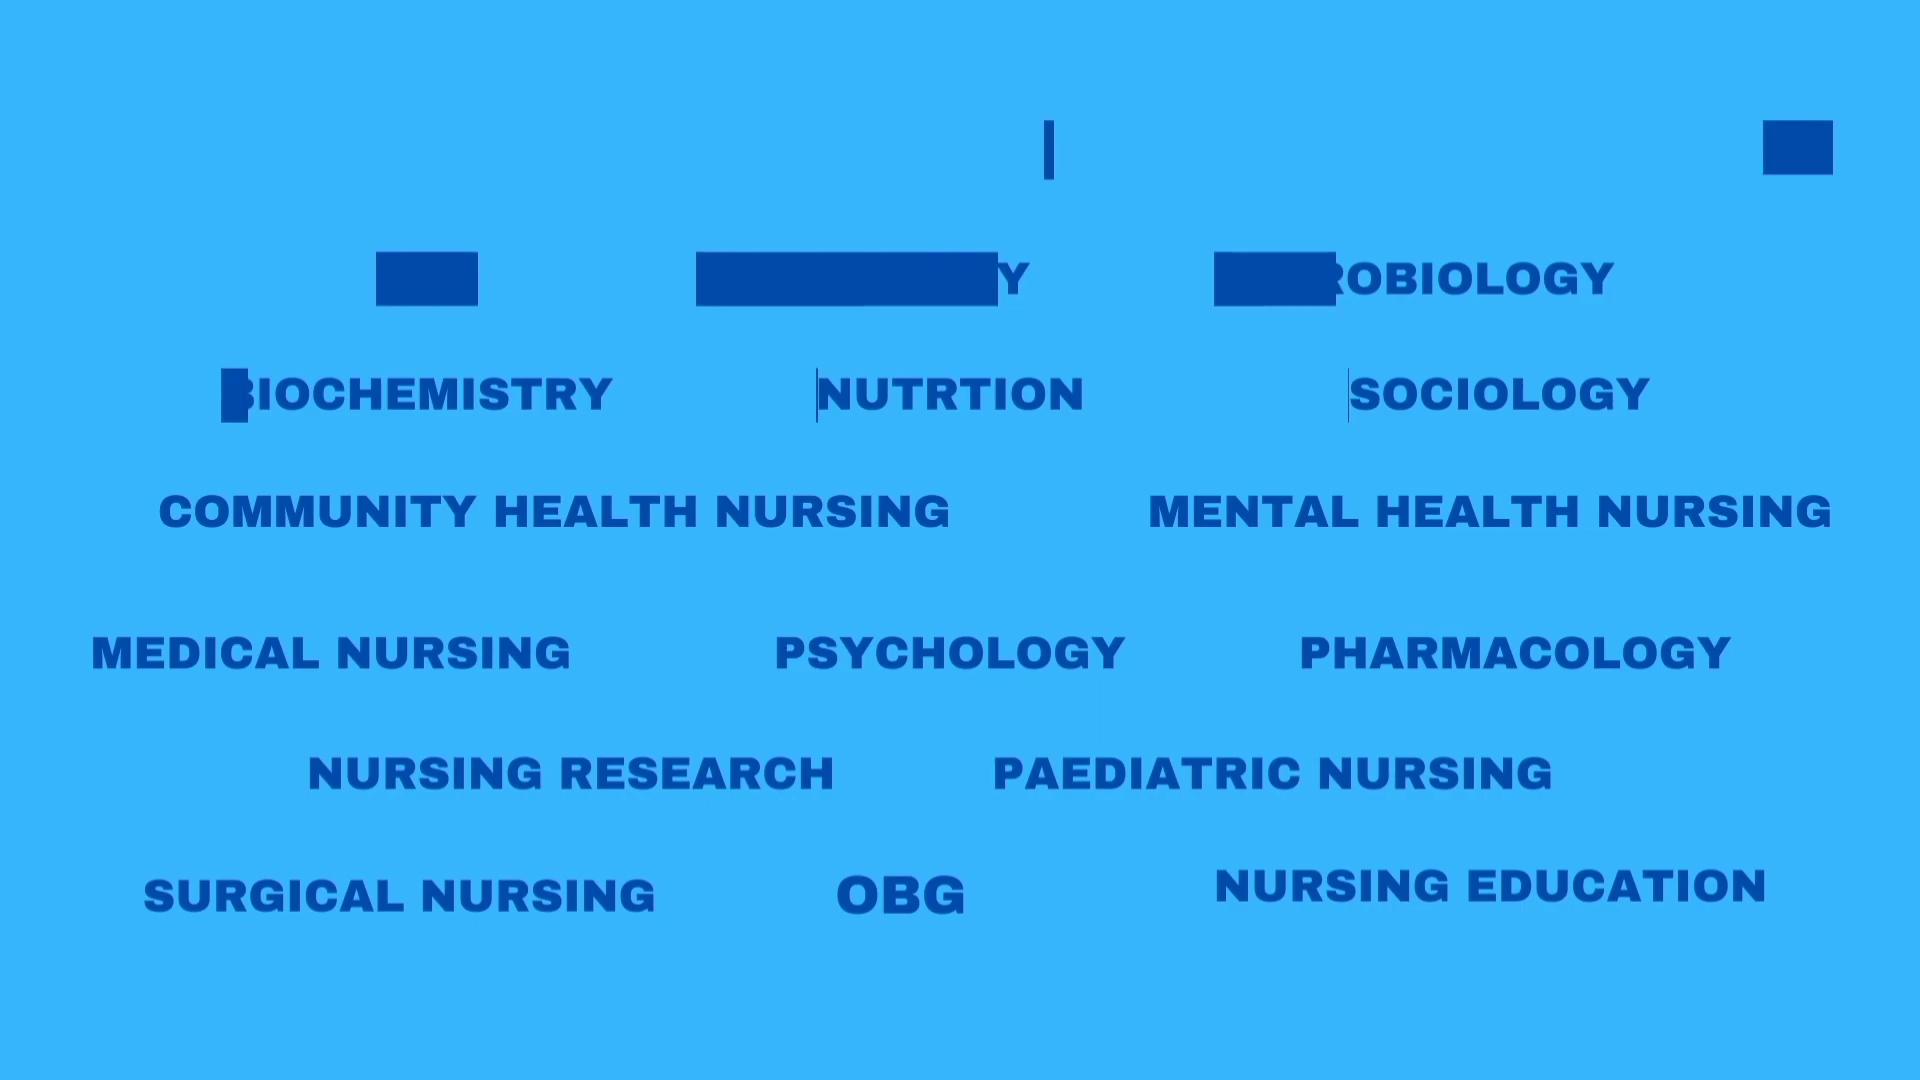 Y ROBIOLOGY
BIOCHEMISTRY NUTRTION SOCIOLOGY
COMMUNITY HEALTH NURSING MENTAL HEALTH NURSING
MEDICAL NURSING PSYCHOLOGY PHARMACOLOGY
NURSING RESEARCH PAEDIATRIC NURSING
SURGICAL NURSING OBG NURSING EDUCATION